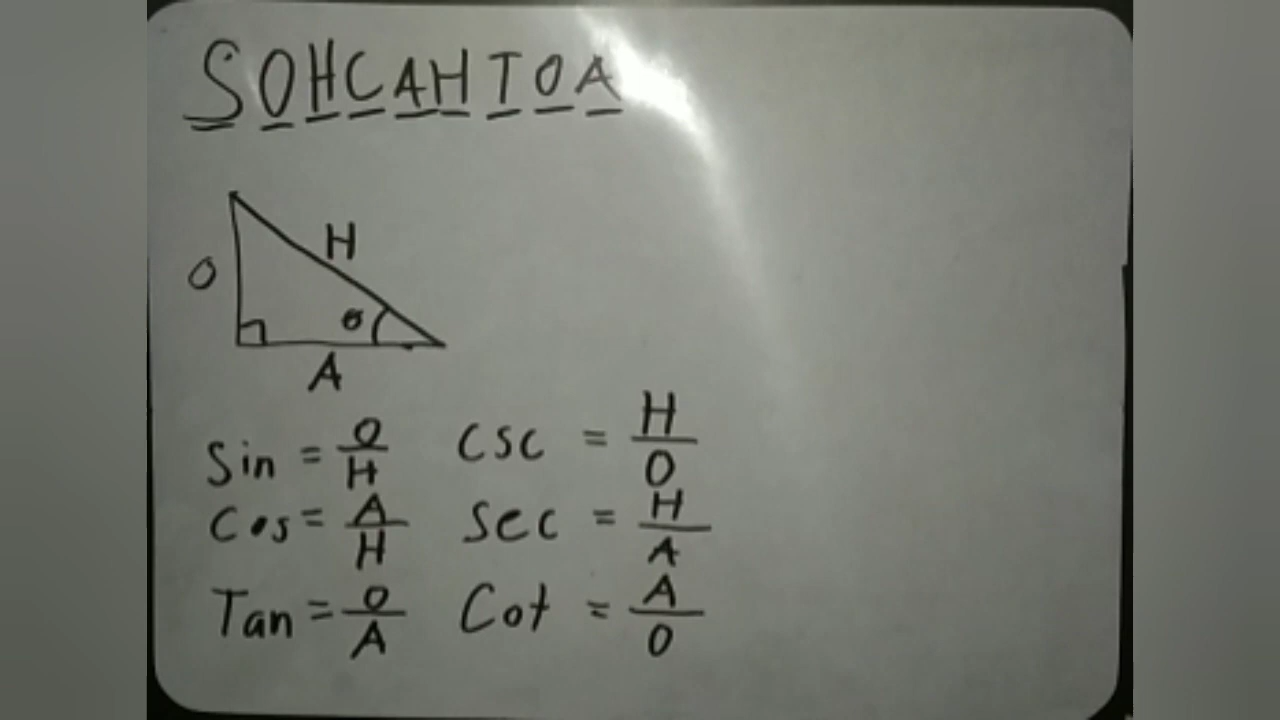 SOHCAHTOA
H
O
θ
A
Sin = O/H  CSC = H/O
Cos = A/H  Sec = H/A
Tan = O/A  Cot = A/O